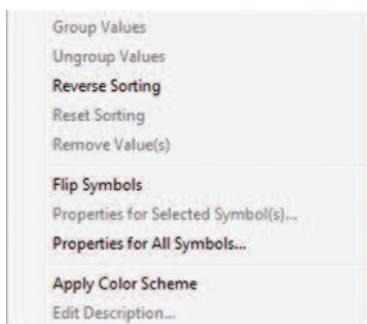 Group Values
Ungroup Values
Reverse Sorting
Reset Sorting
Remove Value(s)
Flip Symbols
Properties for Selected Symbol(s)...
Properties for All Symbols...
Apply Color Scheme
Edit Description...